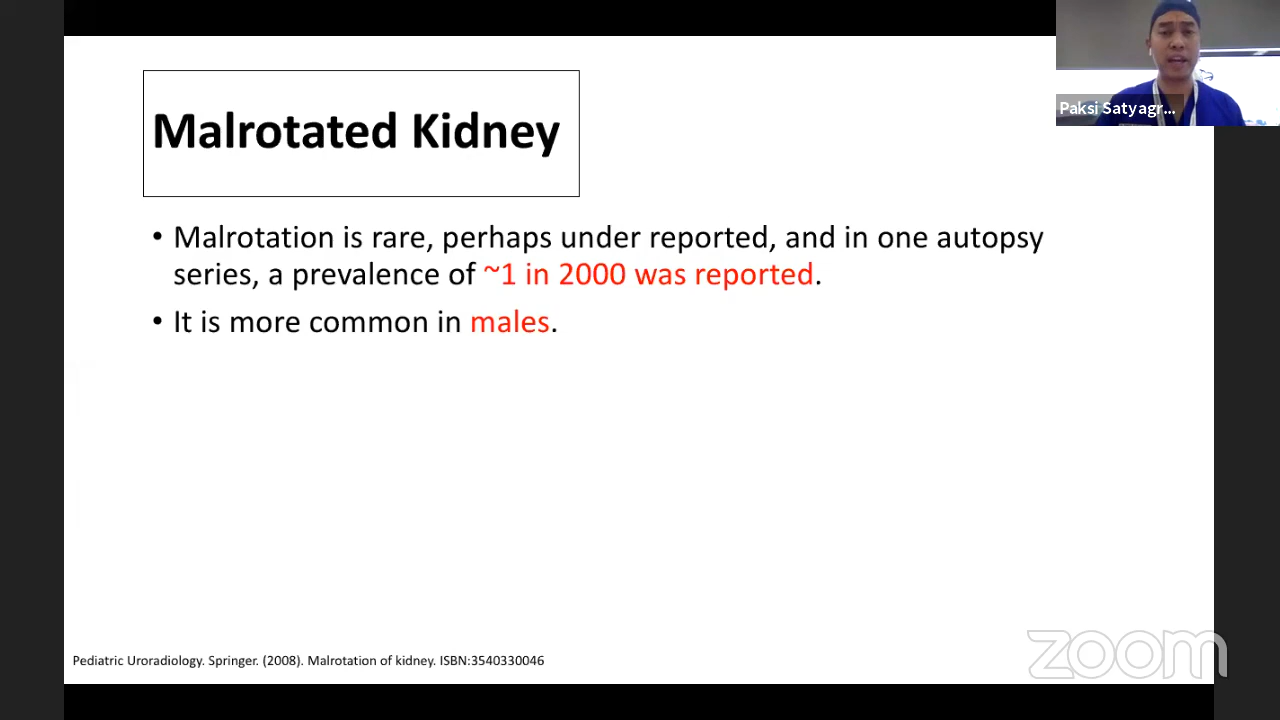 Paksi Satyagr...
Malrotated Kidney
• Malrotation is rare, perhaps under reported, and in one autopsy
series, a prevalence of ~1 in 2000 was reported.
• It is more common in males.
Pediatric Uroradiology. Springer. (2008). Malrotation of kidney. ISBN:3540330046
zoom